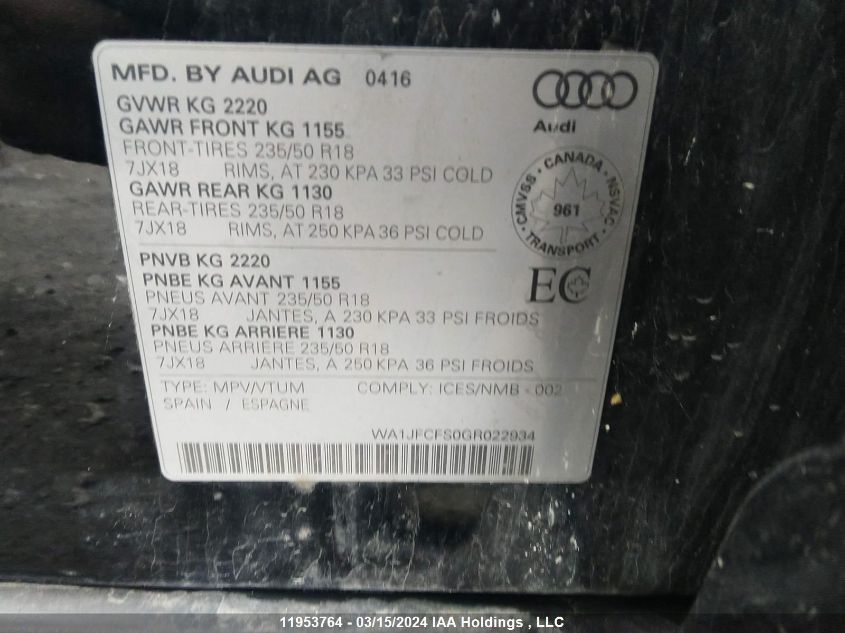 MFD. BY AUDI AG 0416
Audi
GVWR KG 2220
GAWR FRONT KG 1155
FRONT-TIRES 235/50 R18
7JX18 RIMS, AT 230 KPA 33 PSI COLD
GAWR REAR KG 1130
REAR-TIRES 235/50 R18
7JX18 RIMS, AT 250 KPA 36 PSI COLD
CMVSS - CANADA - NSVAC
961
TRANSPORT
PNVB KG 2220
PNBE KG AVANT 1155
PNEUS AVANT 235/50 R18
7JX18 JANTES, A 230 KPA 33 PSI FROIDS
PNBE KG ARRIERE 1130
PNEUS ARRIERE 235/50 R18
7JX18 JANTES, A 250 KPA 36 PSI FROIDS
EC
TYPE: MPV/VTUM COMPLY: ICES/NMB - 002
SPAIN / ESPAGNE
WA1JFCFS0GR022934
11953764 - 03/15/2024 IAA Holdings , LLC